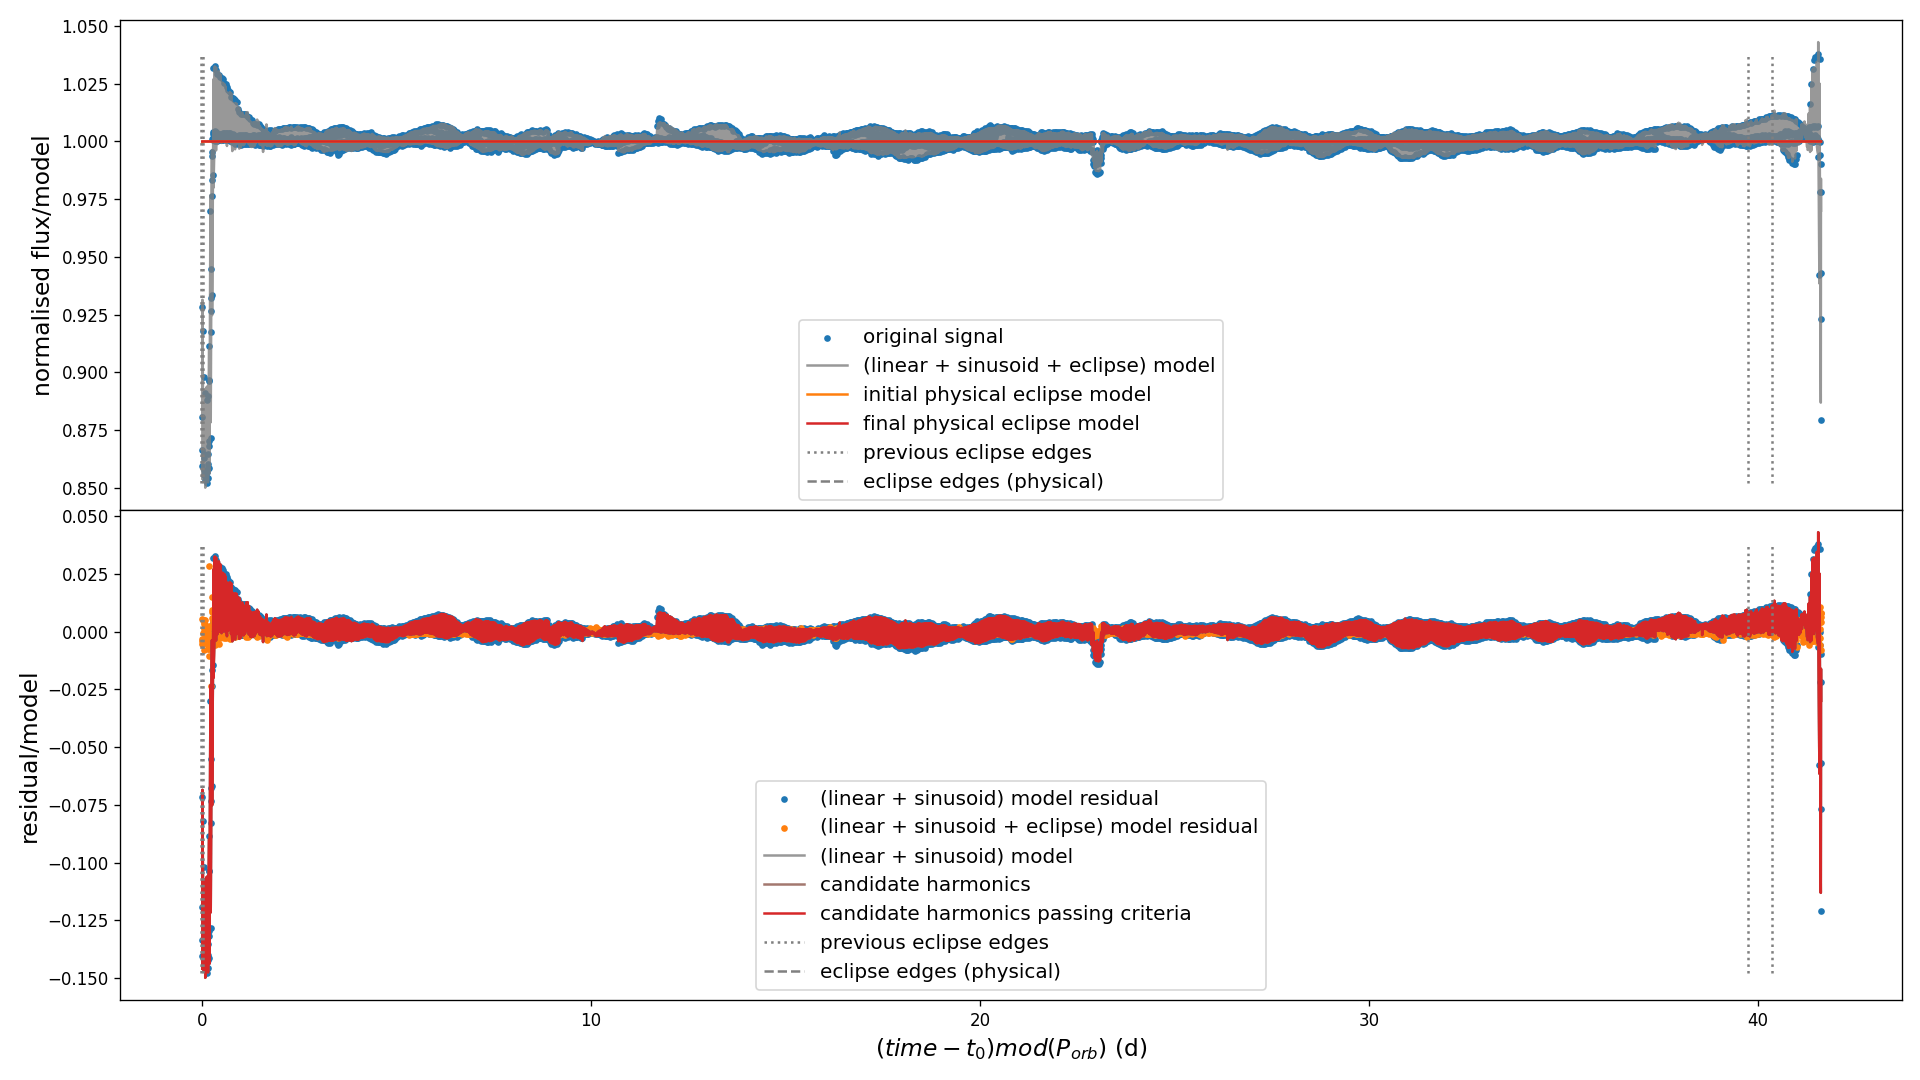 1.050
1.025
1.000
0.975
0.950
0.925
0.900
0.875
0.850
normalised flux/model
original signal
(linear + sinusoid + eclipse) model
initial physical eclipse model
final physical eclipse model
previous eclipse edges
eclipse edges (physical)
0.050
0.025
0.000
−0.025
−0.050
−0.075
−0.100
−0.125
−0.150
residual/model
(linear + sinusoid) model residual
(linear + sinusoid + eclipse) model residual
(linear + sinusoid) model
candidate harmonics
candidate harmonics passing criteria
previous eclipse edges
eclipse edges (physical)
0 10 20 30 40
(time − t₀)mod(P_orb) (d)